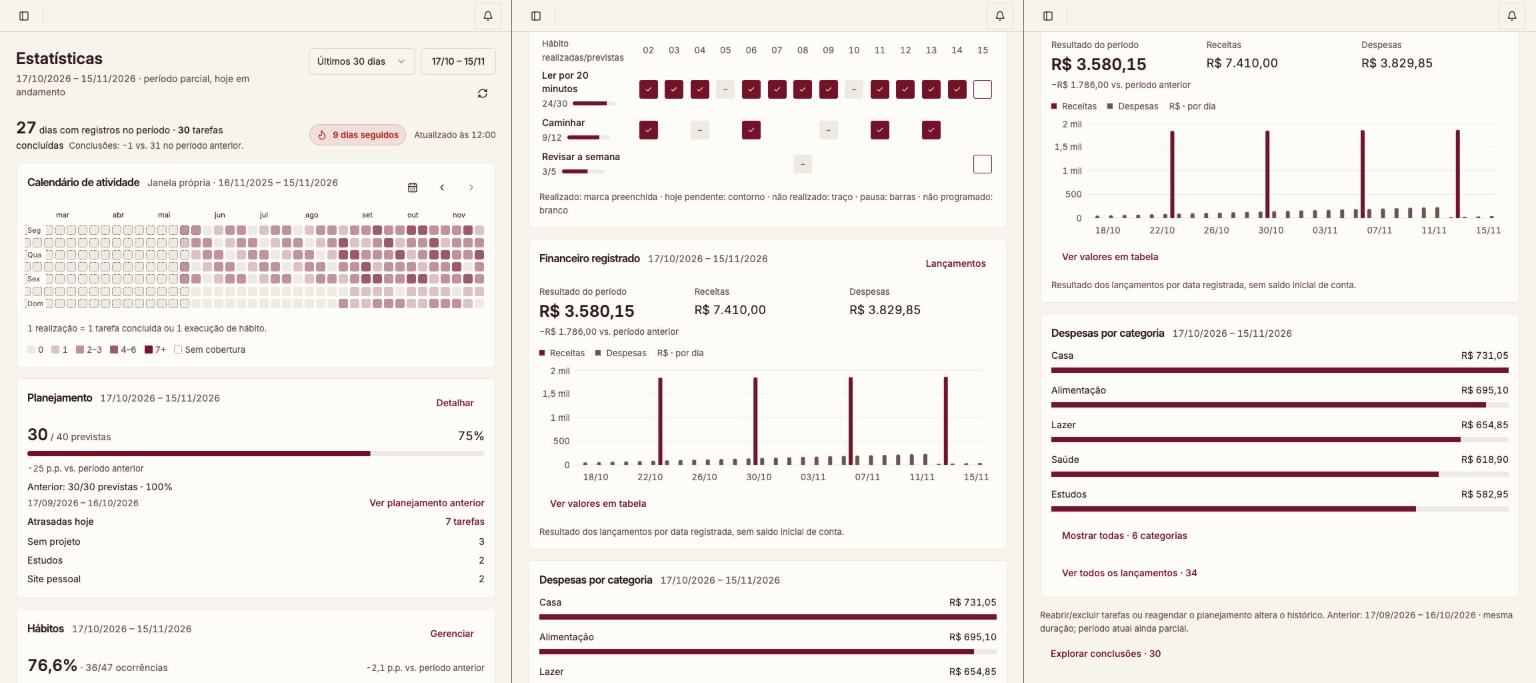 Estatísticas
Últimos 30 dias
17/10 – 15/11
17/10/2026 – 15/11/2026 · período parcial, hoje em
andamento
27 dias com registros no período · 30 tarefas
concluídas Conclusões: -1 vs. 31 no período anterior.
9 dias seguidos
Atualizado às 12:00
Calendário de atividade Janela própria · 16/11/2025 – 15/11/2026
mar abr mai jun jul ago set out nov
Seg
Qua
Sex
Dom
1 realização = 1 tarefa concluída ou 1 execução de hábito.
0 1 2–3 4–6 7+ Sem cobertura
Planejamento 17/10/2026 – 15/11/2026
Detalhar
30 / 40 previstas 75%
-25 p.p. vs. período anterior
Anterior: 30/30 previstas · 100%
17/09/2026 – 16/10/2026 Ver planejamento anterior
Atrasadas hoje 7 tarefas
Sem projeto 3
Estudos 2
Site pessoal 2
Hábitos 17/10/2026 – 15/11/2026
Gerenciar
76,6% · 36/47 ocorrências -2,1 p.p. vs. período anterior
Hábito
realizadas/previstas
02 03 04 05 06 07 08 09 10 11 12 13 14 15
Ler por 20
minutos
24/30
Caminhar
9/12
Revisar a semana
3/5
Realizado: marca preenchida · hoje pendente: contorno · não realizado: traço · pausa: barras · não programado:
branco
Financeiro registrado 17/10/2026 – 15/11/2026
Lançamentos
Resultado do período Receitas Despesas
R$ 3.580,15 R$ 7.410,00 R$ 3.829,85
−R$ 1.786,00 vs. período anterior
Receitas Despesas R$ · por dia
2 mil
1,5 mil
1 mil
500
0
18/10 22/10 26/10 30/10 03/11 07/11 11/11 15/11
Ver valores em tabela
Resultado dos lançamentos por data registrada, sem saldo inicial de conta.
Despesas por categoria 17/10/2026 – 15/11/2026
Casa R$ 731,05
Alimentação R$ 695,10
Lazer R$ 654,85
Resultado do período Receitas Despesas
R$ 3.580,15 R$ 7.410,00 R$ 3.829,85
−R$ 1.786,00 vs. período anterior
Receitas Despesas R$ · por dia
2 mil
1,5 mil
1 mil
500
0
18/10 22/10 26/10 30/10 03/11 07/11 11/11 15/11
Ver valores em tabela
Resultado dos lançamentos por data registrada, sem saldo inicial de conta.
Despesas por categoria 17/10/2026 – 15/11/2026
Casa R$ 731,05
Alimentação R$ 695,10
Lazer R$ 654,85
Saúde R$ 618,90
Estudos R$ 582,95
Mostrar todas · 6 categorias
Ver todos os lançamentos · 34
Reabrir/excluir tarefas ou reagendar o planejamento altera o histórico. Anterior: 17/09/2026 – 16/10/2026 · mesma
duração; período atual ainda parcial.
Explorar conclusões · 30